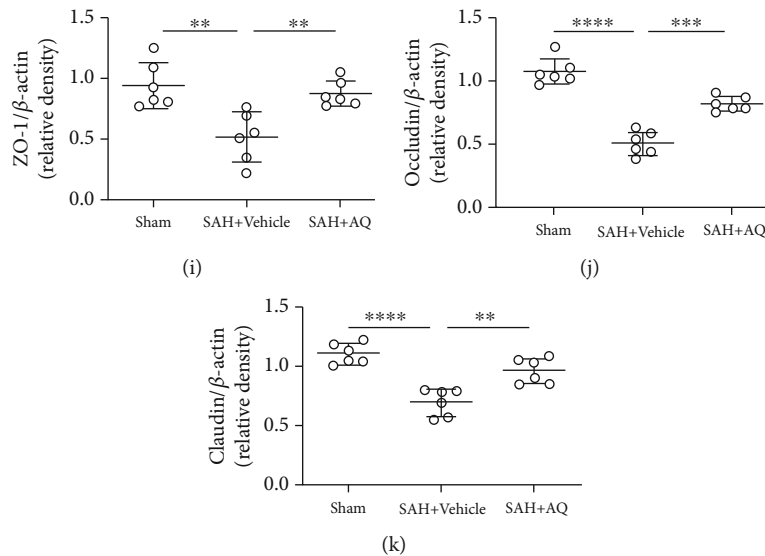 1.5
**
**
1.0
0.5
0.0
ZO-1/β-actin
(relative density)
Sham
SAH+Vehicle
SAH+AQ
(i)
1.5
****
***
1.0
0.5
0.0
Occludin/β-actin
(relative density)
Sham
SAH+Vehicle
SAH+AQ
(j)
1.5
****
**
1.0
0.5
0.0
Claudin/β-actin
(relative density)
Sham
SAH+Vehicle
SAH+AQ
(k)